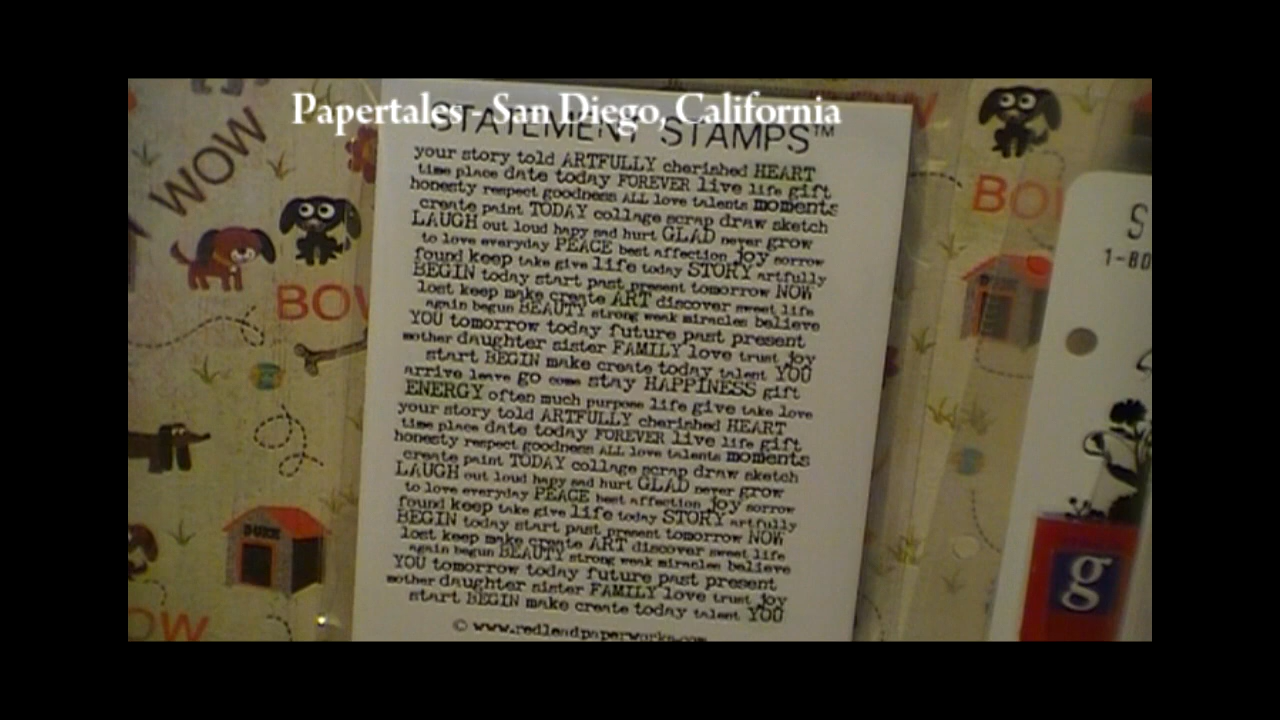 Papertales - San Diego, California
STATEMENT STAMPS™
your story told ARTFULLY cherished HEART
time place date today FOREVER live life gift
honesty respect goodness ALL love talents moments
create paint TODAY collage scrap draw sketch
LAUGH out loud hapy sad hurt GLAD never grow
to love everyday PEACE best affection joy sorrow
found keep take give life today STORY artfully
BEGIN today start past present tomorrow NOW
lost keep make create ART discover sweet life
again begun BEAUTY strong weak miracles believe
YOU tomorrow today future past present
mother daughter sister FAMILY love trust joy
start BEGIN make create today talent YOU
arrive leave go come stay HAPPINESS gift
ENERGY often much purpose life give take love
your story told ARTFULLY cherished HEART
time place date today FOREVER live life gift
honesty respect goodness ALL love talents moments
create paint TODAY collage scrap draw sketch
LAUGH out loud hapy sad hurt GLAD never grow
to love everyday PEACE best affection joy sorrow
found keep take give life today STORY artfully
BEGIN today start past present tomorrow NOW
lost keep make create ART discover sweet life
again begun BEAUTY strong weak miracles believe
YOU tomorrow today future past present
mother daughter sister FAMILY love trust joy
start BEGIN make create today talent YOU
© www.redleadpaperworks.com
WOW
BOW
DUKE
OW
BOW
S
1-80
g